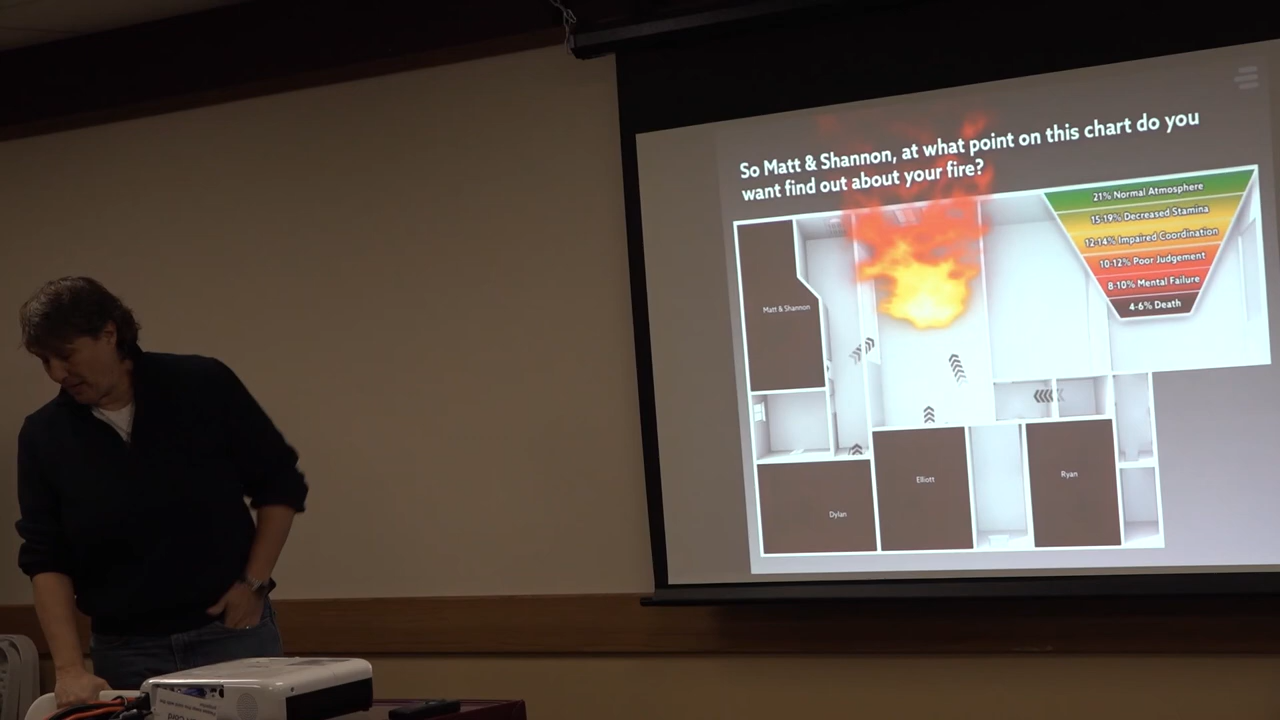 So Matt & Shannon, at what point on this chart do you
want find out about your fire?
21% Normal Atmosphere
15-19% Decreased Stamina
12-14% Impaired Coordination
10-12% Poor Judgement
8-10% Mental Failure
4-6% Death
Matt & Shannon
Elliott
Ryan
Dylan